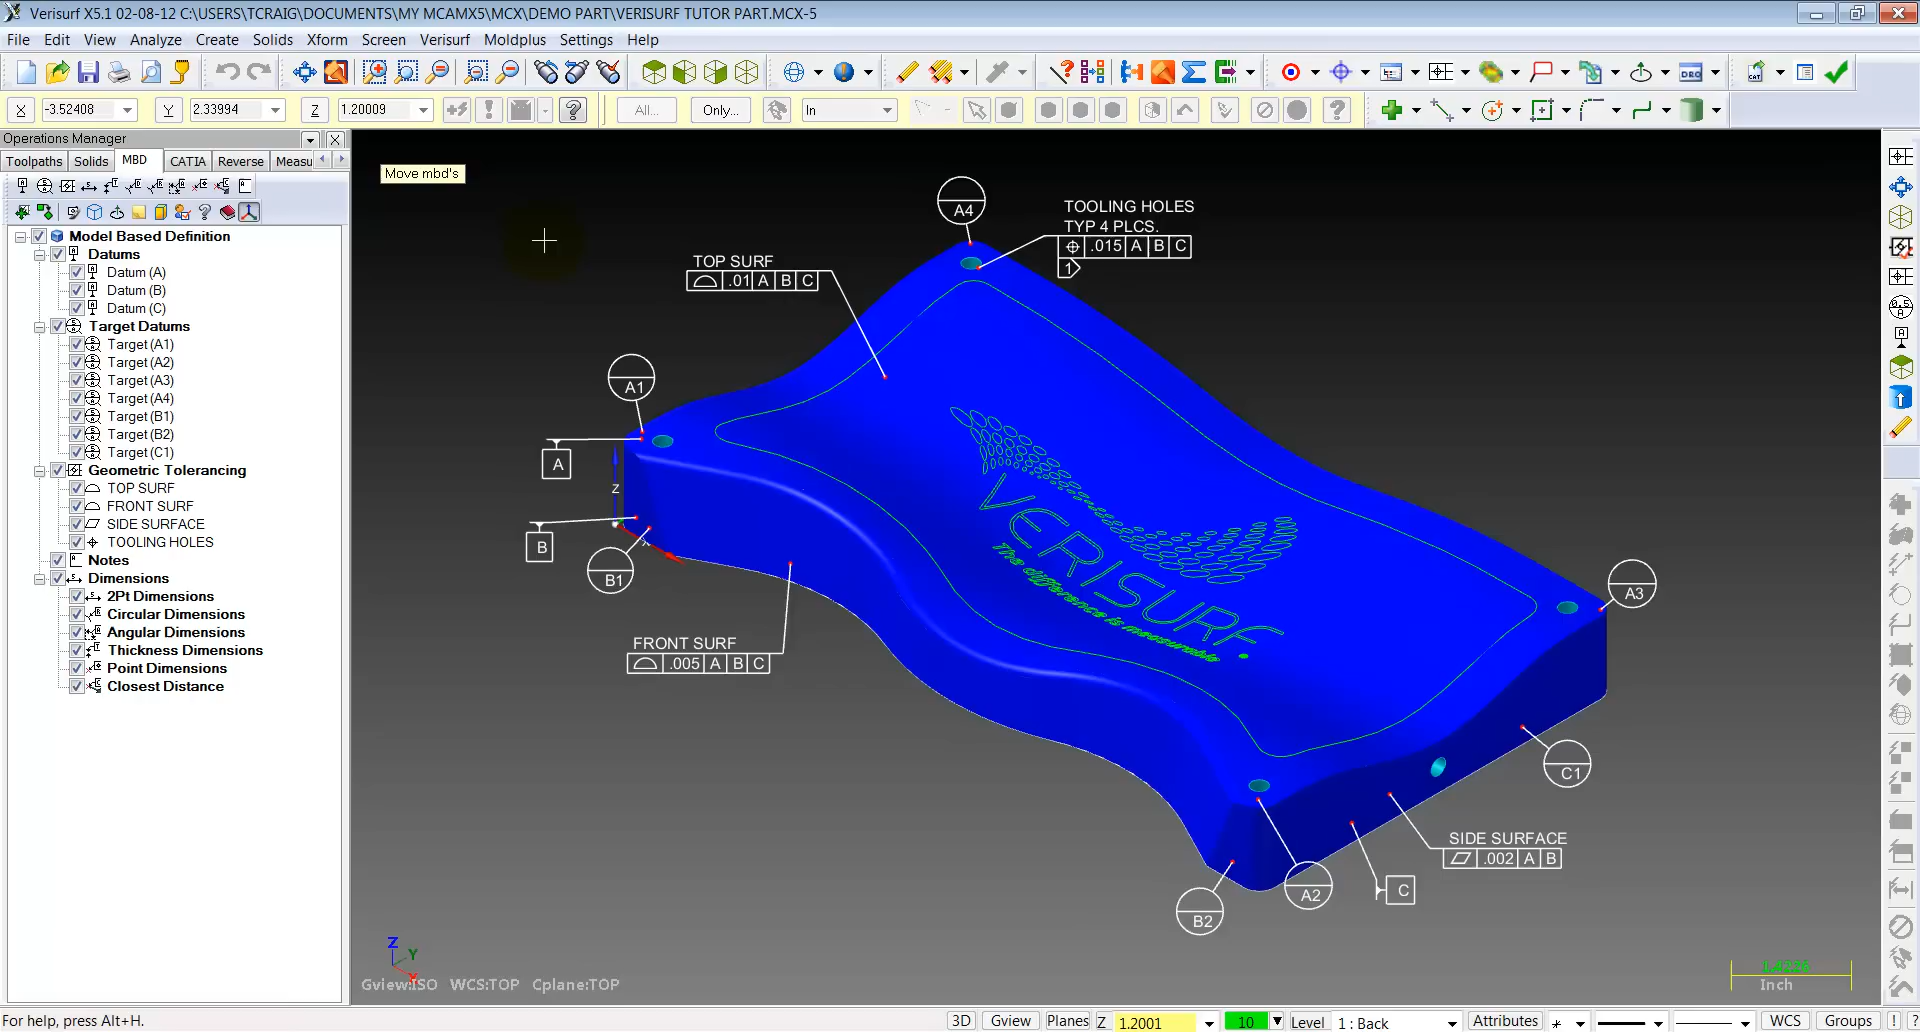 Verisurf X5.1 02-08-12 C:\USERS\TCRAIG\DOCUMENTS\MY MCAMX5\MCX\DEMO PART\VERISURF TUTOR PART.MCX-5
File Edit View Analyze Create Solids Xform Screen Verisurf Moldplus Settings Help
X -3.52408 Y 2.33994 Z 1.20009 All... Only... In
Operations Manager
Toolpaths Solids MBD CATIA Reverse Measu
Move mbd's
Model Based Definition
Datums
Datum (A)
Datum (B)
Datum (C)
Target Datums
Target (A1)
Target (A2)
Target (A3)
Target (A4)
Target (B1)
Target (B2)
Target (C1)
Geometric Tolerancing
TOP SURF
FRONT SURF
SIDE SURFACE
TOOLING HOLES
Notes
Dimensions
2Pt Dimensions
Circular Dimensions
Angular Dimensions
Thickness Dimensions
Point Dimensions
Closest Distance
A4
TOOLING HOLES
TYP 4 PLCS.
.015 A B C
1
TOP SURF
.01 A B C
A1
A
Z
B
B1
X
FRONT SURF
.005 A B C
VERISURF
The difference is measurable
A3
C1
SIDE SURFACE
.002 A B
A2
C
B2
Z
Y
X
Gview:ISO WCS:TOP Cplane:TOP
Inch
For help, press Alt+H.
3D Gview Planes Z 1.2001 10 Level 1 : Back Attributes WCS Groups ! ?